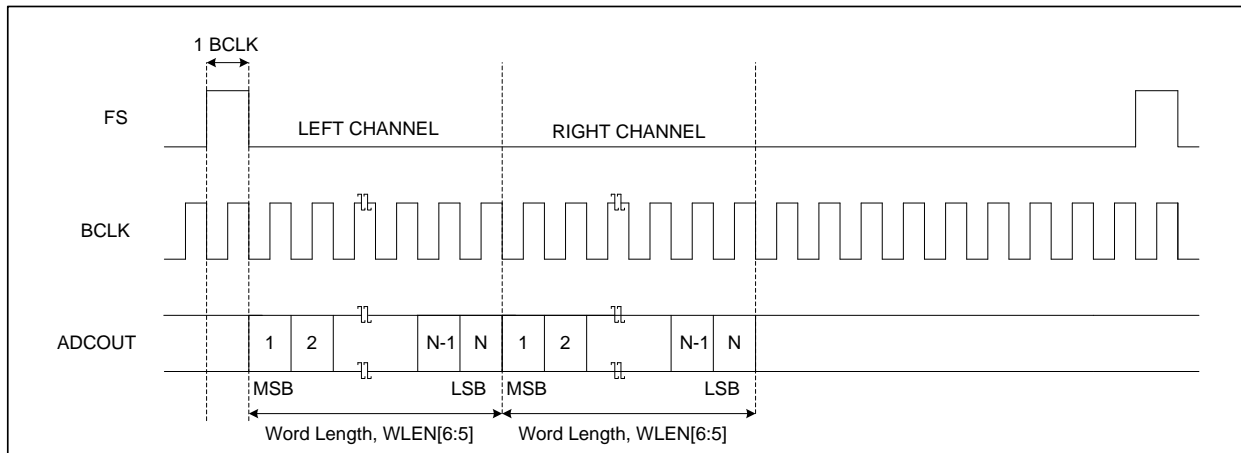 1 BCLK
FS
LEFT CHANNEL
RIGHT CHANNEL
BCLK
ADCOUT
1 2 N-1 N 1 2 N-1 N
MSB LSB MSB LSB
Word Length, WLEN[6:5] Word Length, WLEN[6:5]